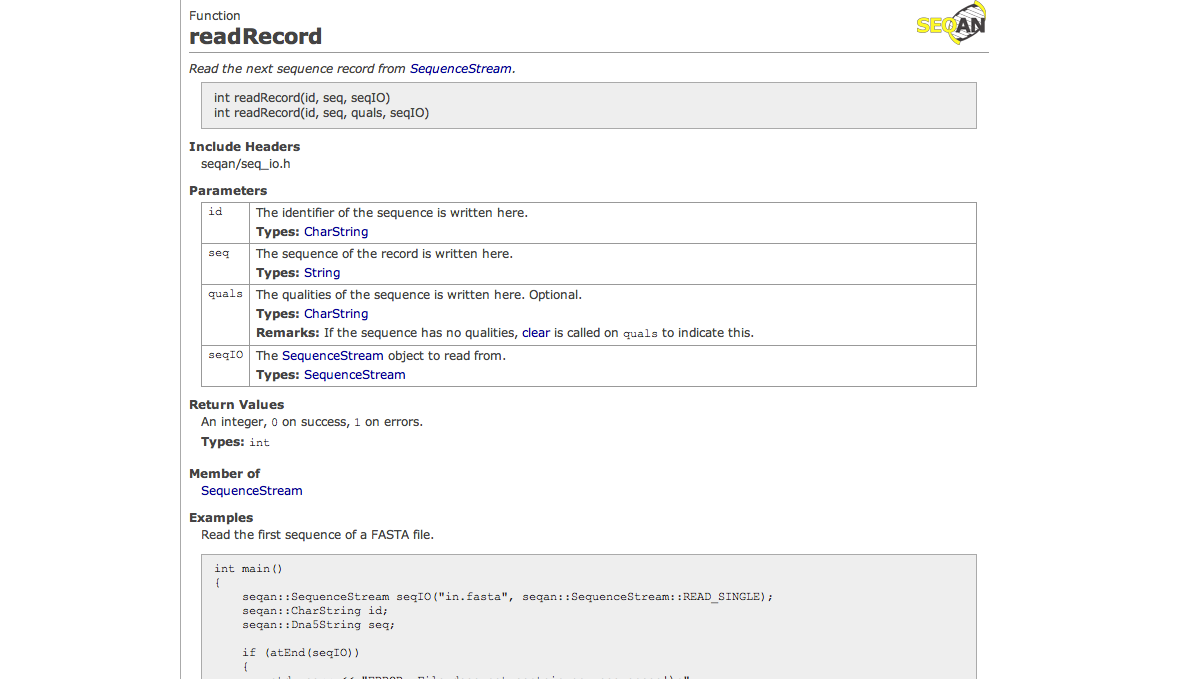 Function
SEQAN
readRecord
Read the next sequence record from SequenceStream.
int readRecord(id, seq, seqIO)
int readRecord(id, seq, quals, seqIO)
Include Headers
seqan/seq_io.h
Parameters
id
The identifier of the sequence is written here.
Types: CharString
seq
The sequence of the record is written here.
Types: String
quals
The qualities of the sequence is written here. Optional.
Types: CharString
Remarks: If the sequence has no qualities, clear is called on quals to indicate this.
seqIO
The SequenceStream object to read from.
Types: SequenceStream
Return Values
An integer, 0 on success, 1 on errors.
Types: int
Member of
SequenceStream
Examples
Read the first sequence of a FASTA file.
int main()
{
    seqan::SequenceStream seqIO("in.fasta", seqan::SequenceStream::READ_SINGLE);
    seqan::CharString id;
    seqan::Dna5String seq;
    if (atEnd(seqIO))
    {